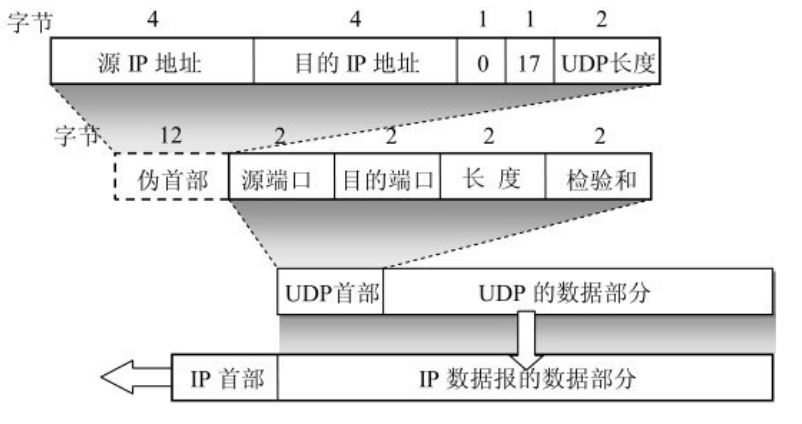 字节 4 4 1 1 2
源 IP 地址 目的 IP 地址 0 17 UDP长度
字节 12 2 2 2 2
伪首部 源端口 目的端口 长 度 检验和
UDP首部 UDP 的数据部分
IP 首部 IP 数据报的数据部分